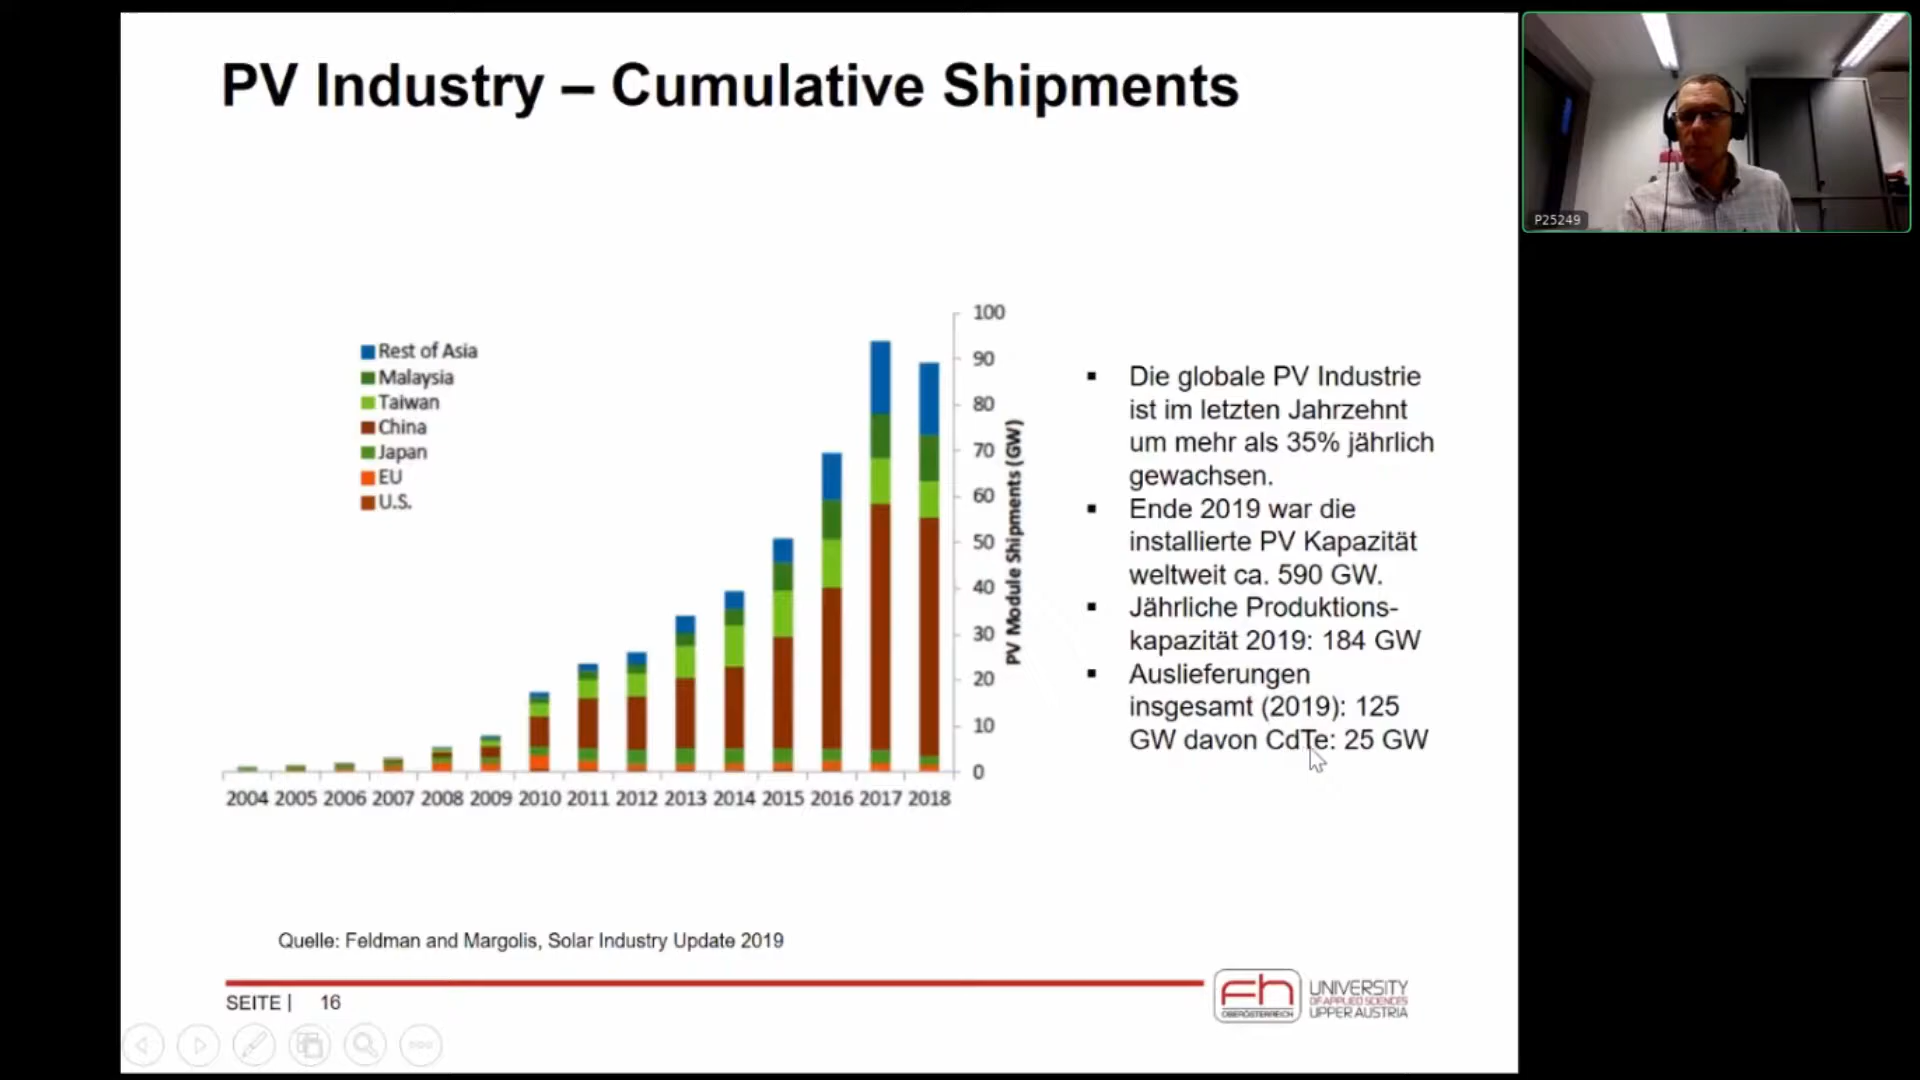 PV Industry – Cumulative Shipments
P25249
Rest of Asia
Malaysia
Taiwan
China
Japan
EU
U.S.
100
90
80
70
60
50
40
30
20
10
0
PV Module Shipments (GW)
2004 2005 2006 2007 2008 2009 2010 2011 2012 2013 2014 2015 2016 2017 2018
▪ Die globale PV Industrie
ist im letzten Jahrzehnt
um mehr als 35% jährlich
gewachsen.
▪ Ende 2019 war die
installierte PV Kapazität
weltweit ca. 590 GW.
▪ Jährliche Produktions-
kapazität 2019: 184 GW
▪ Auslieferungen
insgesamt (2019): 125
GW davon CdTe: 25 GW
Quelle: Feldman and Margolis, Solar Industry Update 2019
SEITE | 16
Fh
OBERÖSTERREICH
UNIVERSITY
OF APPLIED SCIENCES
UPPER AUSTRIA